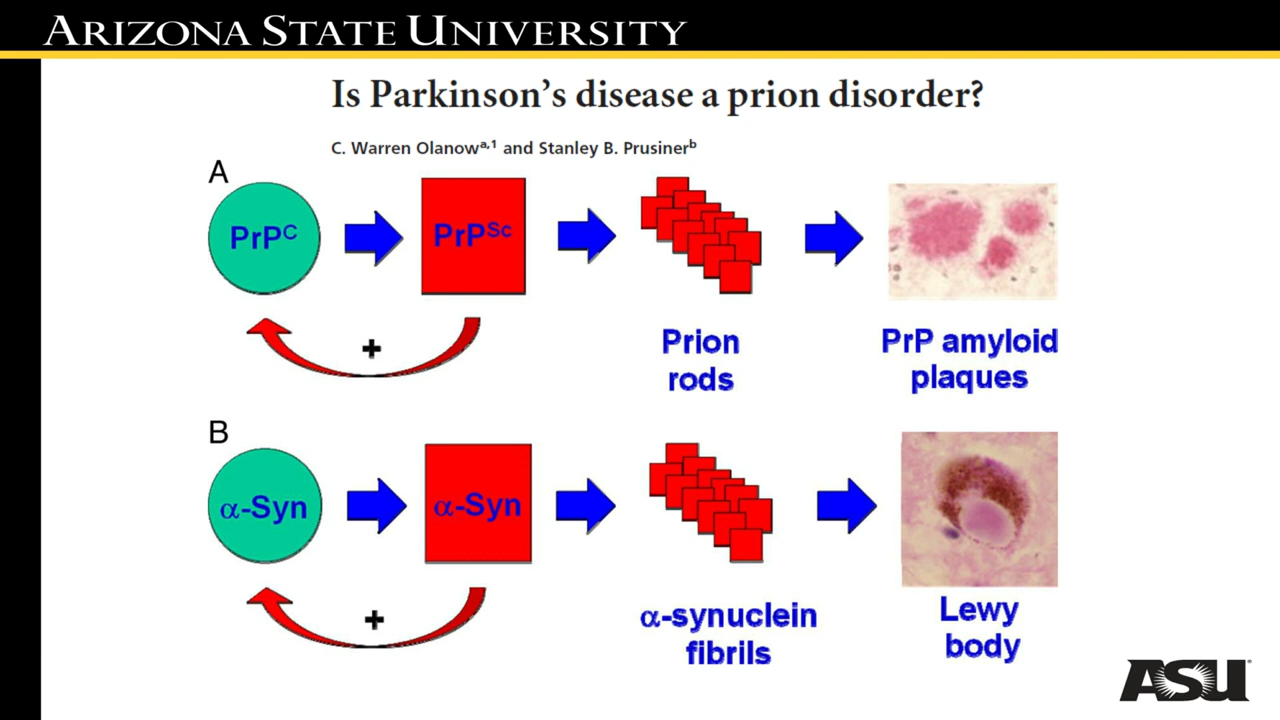 ARIZONA STATE UNIVERSITY
Is Parkinson's disease a prion disorder?
C. Warren Olanowa,1 and Stanley B. Prusinerb
A
PrPC
PrPSc
+
Prion
rods
PrP amyloid
plaques
B
α-Syn
α-Syn
+
α-synuclein
fibrils
Lewy
body
ASU